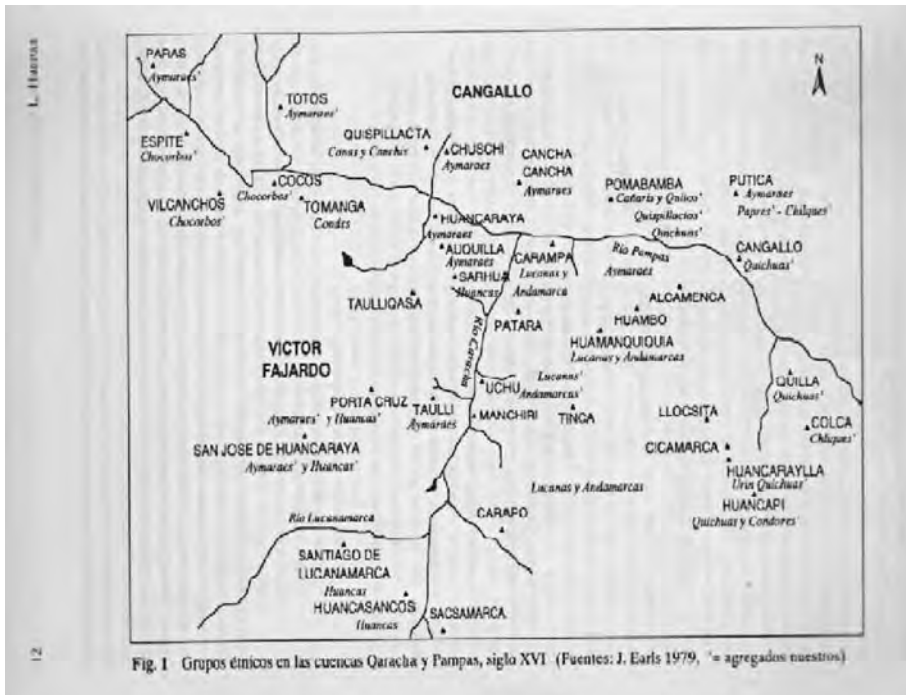 L. Huertas
N
PARAS
Aymaraes'
CANGALLO
TOTOS
Aymaraes'
QUISPILLACTA
Canas y Canchis
CHUSCHI
Aymaraes
CANCHA
CANCHA
Aymaraes
ESPITE
Chocorbos'
COCOS
Chocorbos'
VILCANCHOS
Chocorbos'
TOMANGA
Condes
POMABAMBA
Cañaris y Quitos'
Quispillactos'
Quichuas'
PUTICA
Aymaraes
Papres' - Chilques'
HUANCARAYA
Aymaraes
AUQUILLA
Aymaraes
SARHUA
Huancas
CARAMPA
Lucanas y
Andamarca
Río Pampas
Aymaraes
CANGALLO
Quichuas'
TAULLIQASA
ALCAMENCA
PATARA
HUAMBO
HUAMANQUIQUIA
Lucanas y Andamarcas
VICTOR
FAJARDO
Río Caracha
UCHU
Lucanas'
Andamarcas'
QUILLA
Quichuas'
PORTA CRUZ
Aymaraes' y Huancas'
TAULLI
Aymaraes
MANCHIRI
TINCA
LLOCSITA
COLCA
Chilques'
SAN JOSE DE HUANCARAYA
Aymaraes' y Huancas'
CICAMARCA
HUANCARAYLLA
Urin Quichuas'
Lucanas y Andamarcas
HUANCAPI
Quichuas y Condores'
CARAPO
Río Lucanamarca
SANTIAGO DE
LUCANAMARCA
Huancas
HUANCASANCOS
Huancas
SACSAMARCA
12
Fig. 1 Grupos étnicos en las cuencas Qaracha y Pampas, siglo XVI (Fuentes: J. Earls 1979, '= agregados nuestros)